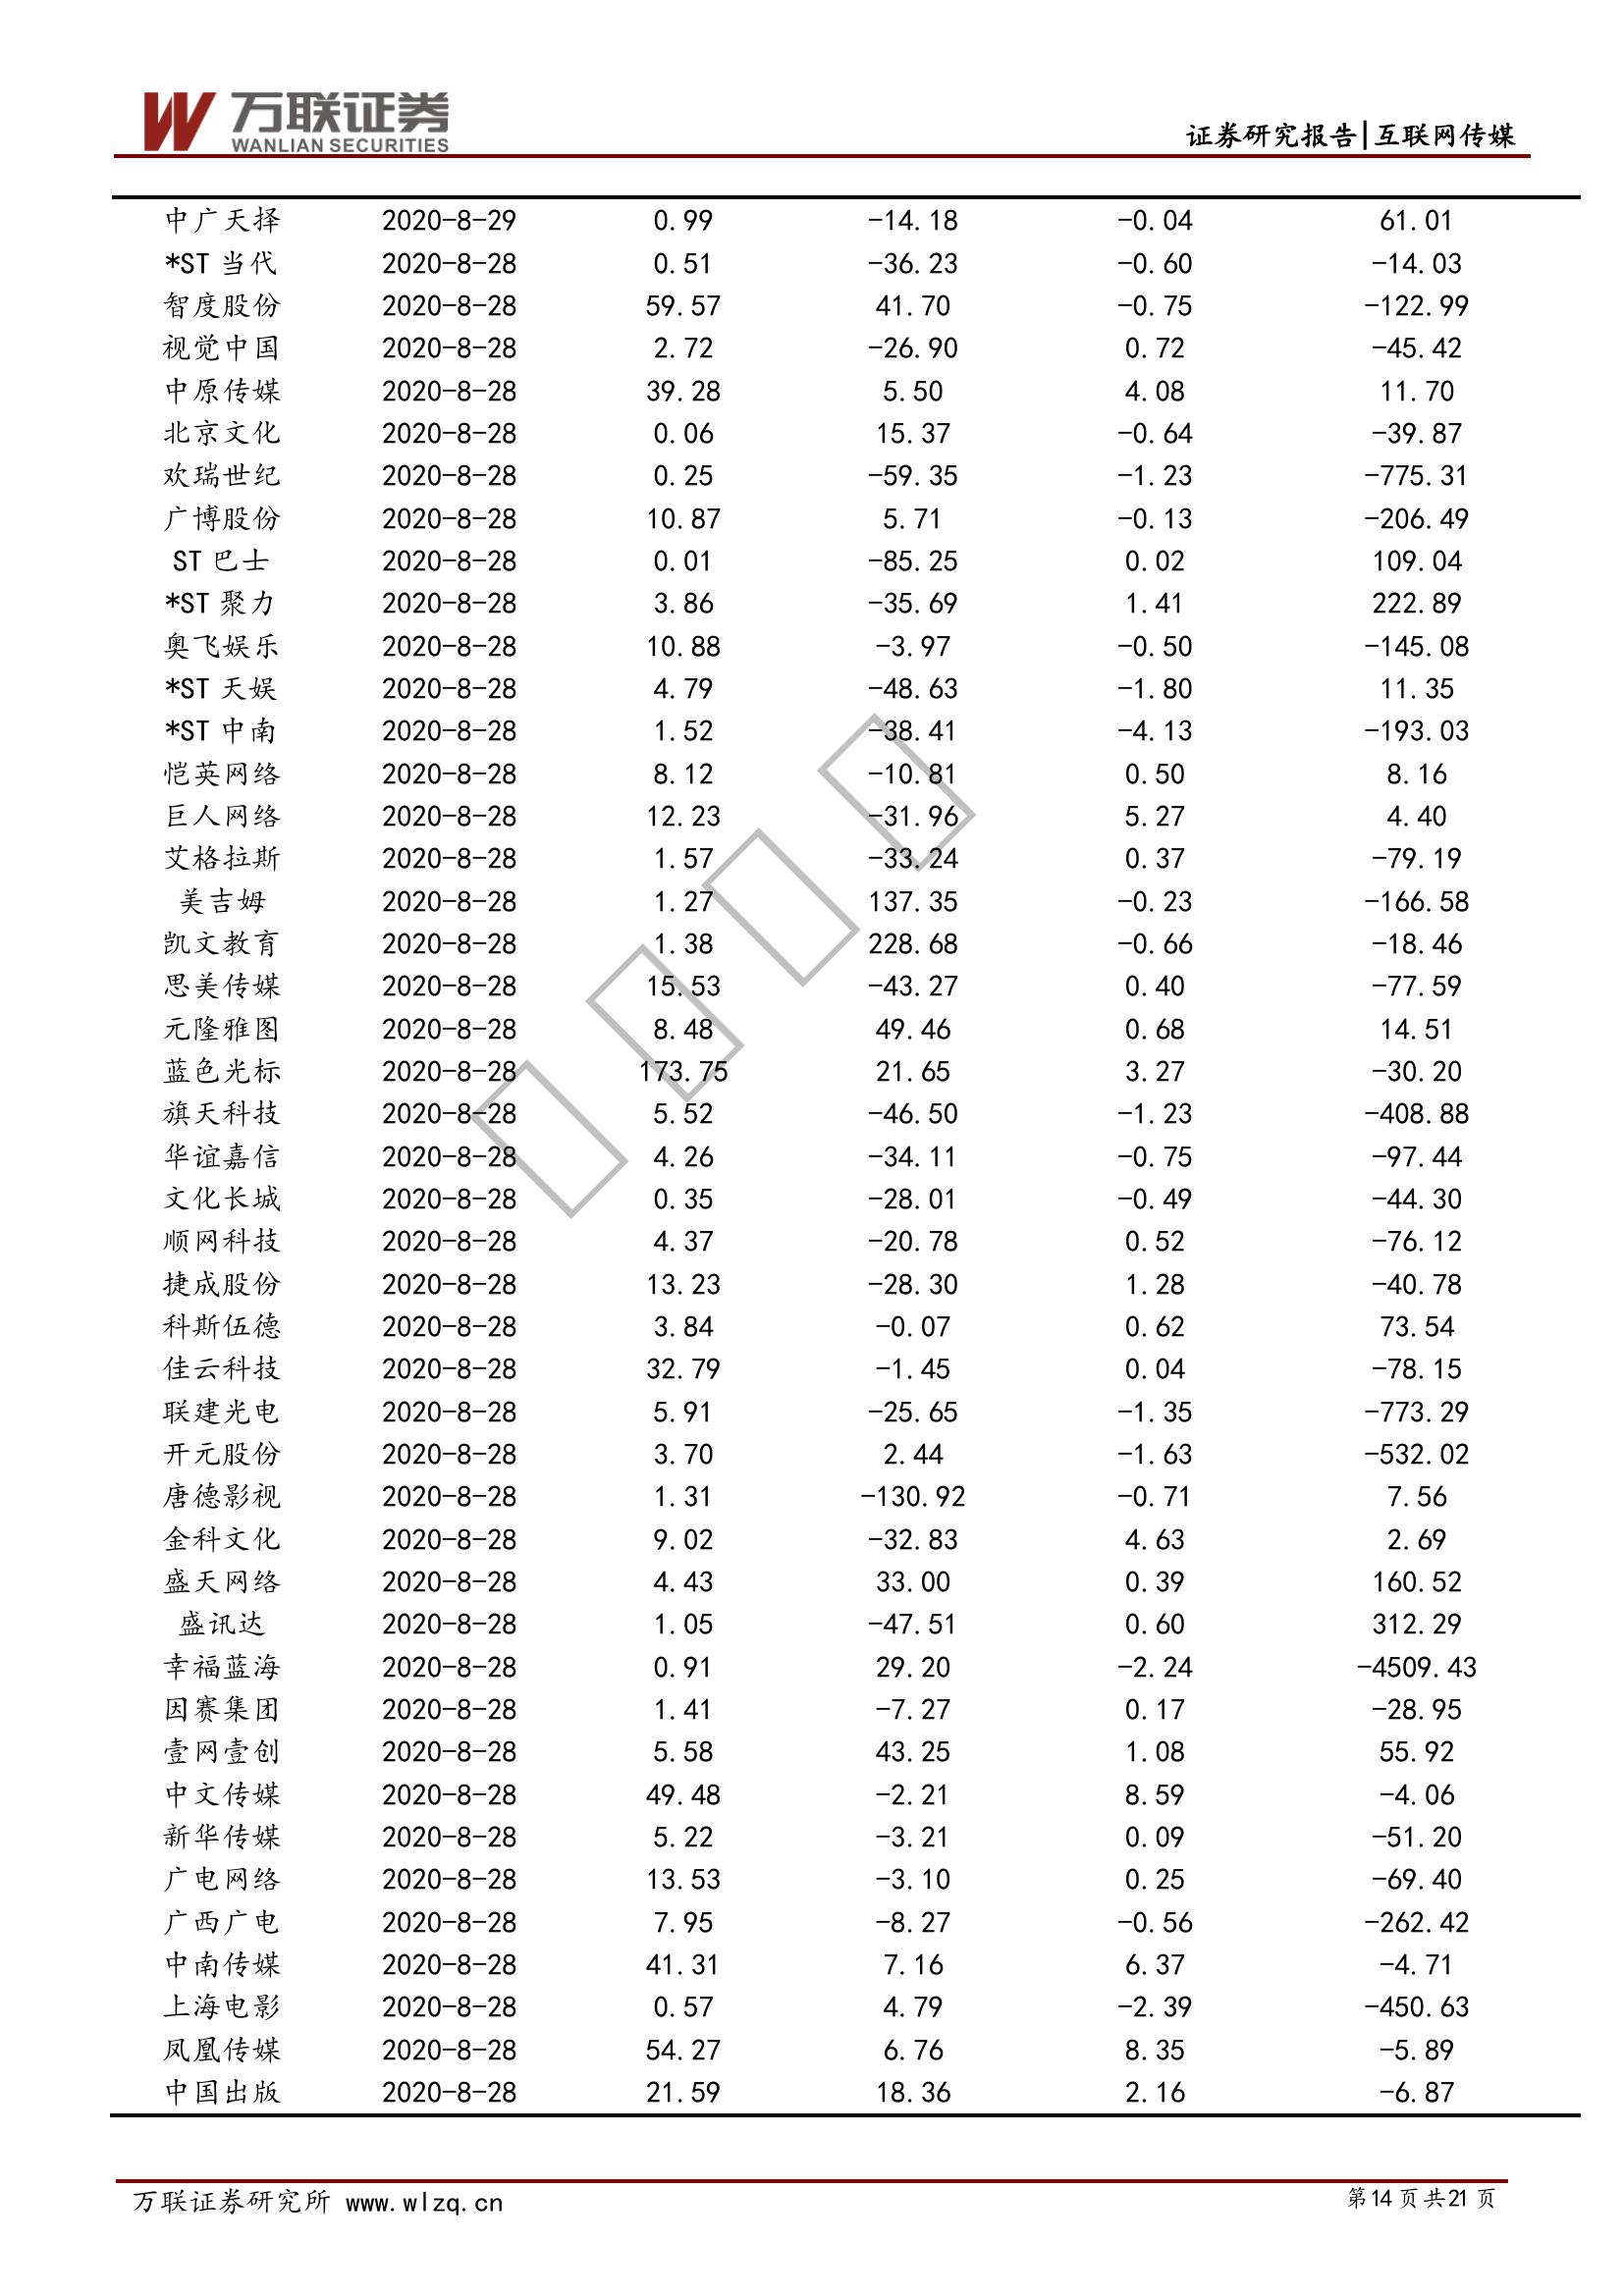 万联证券
WANLIAN SECURITIES
证券研究报告|互联网传媒
中广天择 2020-8-29 0.99 -14.18 -0.04 61.01
*ST 当代 2020-8-28 0.51 -36.23 -0.60 -14.03
智度股份 2020-8-28 59.57 41.70 -0.75 -122.99
视觉中国 2020-8-28 2.72 -26.90 0.72 -45.42
中原传媒 2020-8-28 39.28 5.50 4.08 11.70
北京文化 2020-8-28 0.06 15.37 -0.64 -39.87
欢瑞世纪 2020-8-28 0.25 -59.35 -1.23 -775.31
广博股份 2020-8-28 10.87 5.71 -0.13 -206.49
ST 巴士 2020-8-28 0.01 -85.25 0.02 109.04
*ST 聚力 2020-8-28 3.86 -35.69 1.41 222.89
奥飞娱乐 2020-8-28 10.88 -3.97 -0.50 -145.08
*ST 天娱 2020-8-28 4.79 -48.63 -1.80 11.35
*ST 中南 2020-8-28 1.52 -38.41 -4.13 -193.03
恺英网络 2020-8-28 8.12 -10.81 0.50 8.16
巨人网络 2020-8-28 12.23 -31.96 5.27 4.40
艾格拉斯 2020-8-28 1.57 -33.24 0.37 -79.19
美吉姆 2020-8-28 1.27 137.35 -0.23 -166.58
凯文教育 2020-8-28 1.38 228.68 -0.66 -18.46
思美传媒 2020-8-28 15.53 -43.27 0.40 -77.59
元隆雅图 2020-8-28 8.48 49.46 0.68 14.51
蓝色光标 2020-8-28 173.75 21.65 3.27 -30.20
旗天科技 2020-8-28 5.52 -46.50 -1.23 -408.88
华谊嘉信 2020-8-28 4.26 -34.11 -0.75 -97.44
文化长城 2020-8-28 0.35 -28.01 -0.49 -44.30
顺网科技 2020-8-28 4.37 -20.78 0.52 -76.12
捷成股份 2020-8-28 13.23 -28.30 1.28 -40.78
科斯伍德 2020-8-28 3.84 -0.07 0.62 73.54
佳云科技 2020-8-28 32.79 -1.45 0.04 -78.15
联建光电 2020-8-28 5.91 -25.65 -1.35 -773.29
开元股份 2020-8-28 3.70 2.44 -1.63 -532.02
唐德影视 2020-8-28 1.31 -130.92 -0.71 7.56
金科文化 2020-8-28 9.02 -32.83 4.63 2.69
盛天网络 2020-8-28 4.43 33.00 0.39 160.52
盛讯达 2020-8-28 1.05 -47.51 0.60 312.29
幸福蓝海 2020-8-28 0.91 29.20 -2.24 -4509.43
因赛集团 2020-8-28 1.41 -7.27 0.17 -28.95
壹网壹创 2020-8-28 5.58 43.25 1.08 55.92
中文传媒 2020-8-28 49.48 -2.21 8.59 -4.06
新华传媒 2020-8-28 5.22 -3.21 0.09 -51.20
广电网络 2020-8-28 13.53 -3.10 0.25 -69.40
广西广电 2020-8-28 7.95 -8.27 -0.56 -262.42
中南传媒 2020-8-28 41.31 7.16 6.37 -4.71
上海电影 2020-8-28 0.57 4.79 -2.39 -450.63
凤凰传媒 2020-8-28 54.27 6.76 8.35 -5.89
中国出版 2020-8-28 21.59 18.36 2.16 -6.87
万联证券研究所 www.wlzq.cn
第14页共21页